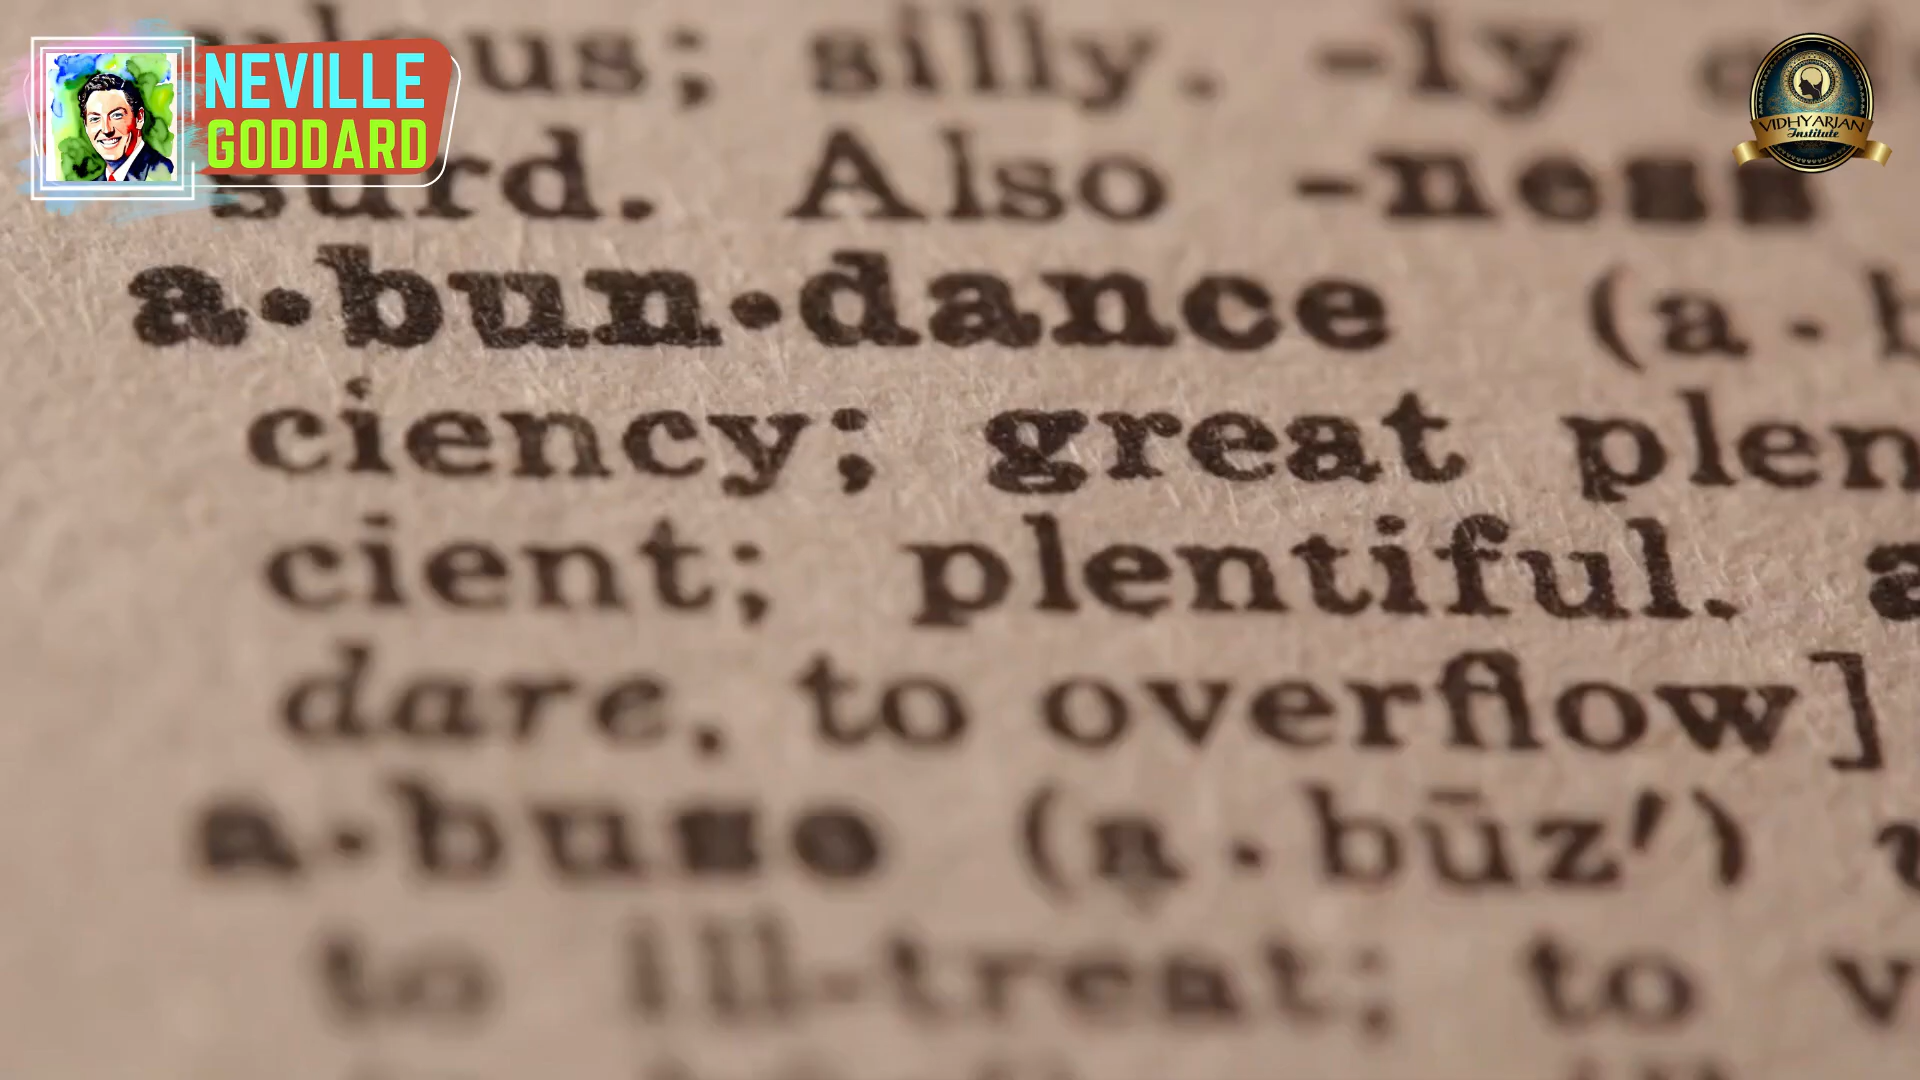 NEVILLE
GODDARD
VIDHYARJAN
Institute
us; silly. -ly
surd. Also -ness
a·bun·dance (a·b
ciency; great plen
cient; plentiful. a
dare, to overflow]
a·buse (a·būz′) v
to ill-treat; to v